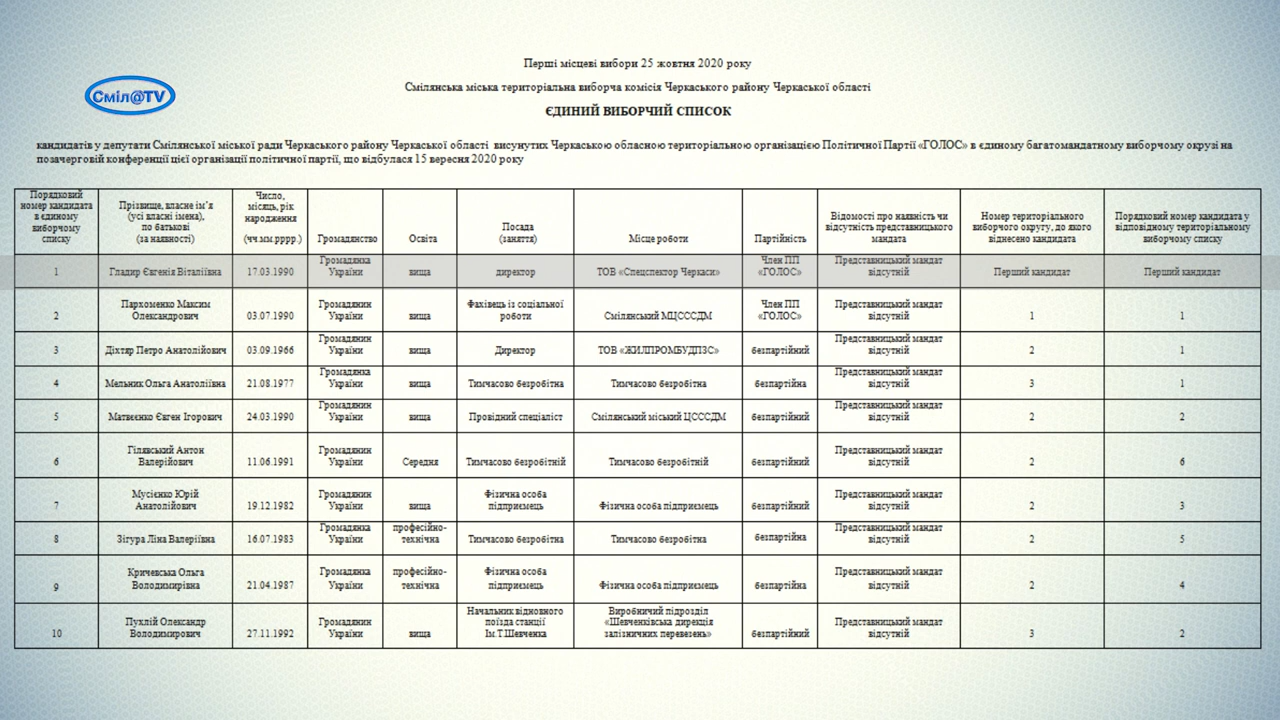 Сміл@TV
Перші місцеві вибори 25 жовтня 2020 року
Смілянська міська територіальна виборча комісія Черкаського району Черкаської області
ЄДИНИЙ ВИБОРЧИЙ СПИСОК
кандидатів у депутати Смілянської міської ради Черкаського району Черкаської області висунутих Черкаською обласною територіальною організацією Політичної Партії «ГОЛОС» в єдиному багатомандатному виборчому окрузі на
позачерговій конференції цієї організації політичної партії, що відбулася 15 вересня 2020 року
Порядковий
номер кандидата
в єдиному
виборчому
списку
Прізвище, власне ім’я
(усі власні імена),
по батькові
(за наявності)
Число,
місяць, рік
народження
(чч.мм.рррр.)
Громадянство
Освіта
Посада
(заняття)
Місце роботи
Партійність
Відомості про наявність чи
відсутність представницького
мандата
Номер територіального
виборчого округу, до якого
віднесено кандидата
Порядковий номер кандидата у
відповідному територіальному
виборчому списку
1
Гладир Євгенія Віталіївна
17.03.1990
Громадянка
України
вища
директор
ТОВ «Спецспектор Черкаси»
Член ПП
«ГОЛОС»
Представницький мандат
відсутній
Перший кандидат
Перший кандидат
2
Пархоменко Максим
Олександрович
03.07.1990
Громадянин
України
вища
Фахівець із соціальної
роботи
Смілянський МЦСССДМ
Член ПП
«ГОЛОС»
Представницький мандат
відсутній
1
1
3
Діхтяр Петро Анатолійович
03.09.1966
Громадянин
України
вища
Директор
ТОВ «ЖИЛПРОМБУДПЗС»
безпартійний
Представницький мандат
відсутній
2
1
4
Мельник Ольга Анатоліївна
21.08.1977
Громадянка
України
вища
Тимчасово безробітна
Тимчасово безробітна
безпартійна
Представницький мандат
відсутній
3
1
5
Матвєєнко Євген Ігорович
24.03.1990
Громадянин
України
вища
Провідний спеціаліст
Смілянський міський ЦСССДМ
безпартійний
Представницький мандат
відсутній
2
2
6
Гілявський Антон
Валерійович
11.06.1991
Громадянин
України
Середня
Тимчасово безробітній
Тимчасово безробітній
безпартійний
Представницький мандат
відсутній
2
6
7
Мусієнко Юрій
Анатолійович
19.12.1982
Громадянин
України
вища
Фізична особа
підприємець
Фізична особа підприємець
безпартійний
Представницький мандат
відсутній
2
3
8
Зігура Ліна Валеріївна
16.07.1983
Громадянка
України
професійно-
технічна
Тимчасово безробітна
Тимчасово безробітна
безпартійна
Представницький мандат
відсутній
2
5
9
Кричевська Ольга
Володимирівна
21.04.1987
Громадянка
України
професійно-
технічна
Фізична особа
підприємець
Фізична особа підприємець
безпартійна
Представницький мандат
відсутній
2
4
10
Пухлій Олександр
Володимирович
27.11.1992
Громадянин
України
вища
Начальник відновного
поїзда станції
Ім.Т.Шевченка
Виробничий підрозділ
«Шевченківська дирекція
залізничних перевезень»
безпартійний
Представницький мандат
відсутній
3
2